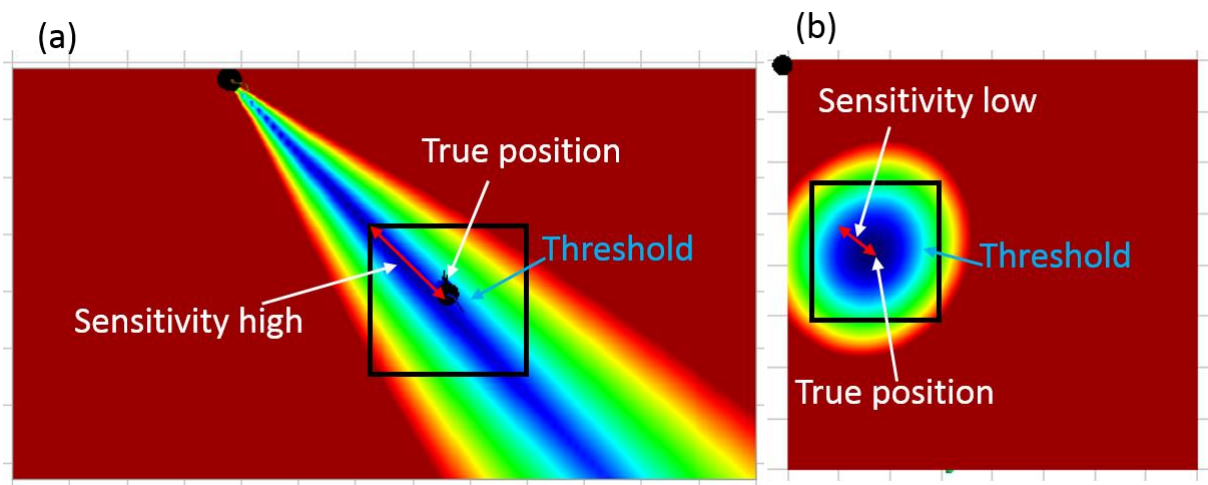 (a)
True position
Threshold
Sensitivity high
(b)
Sensitivity low
Threshold
True position